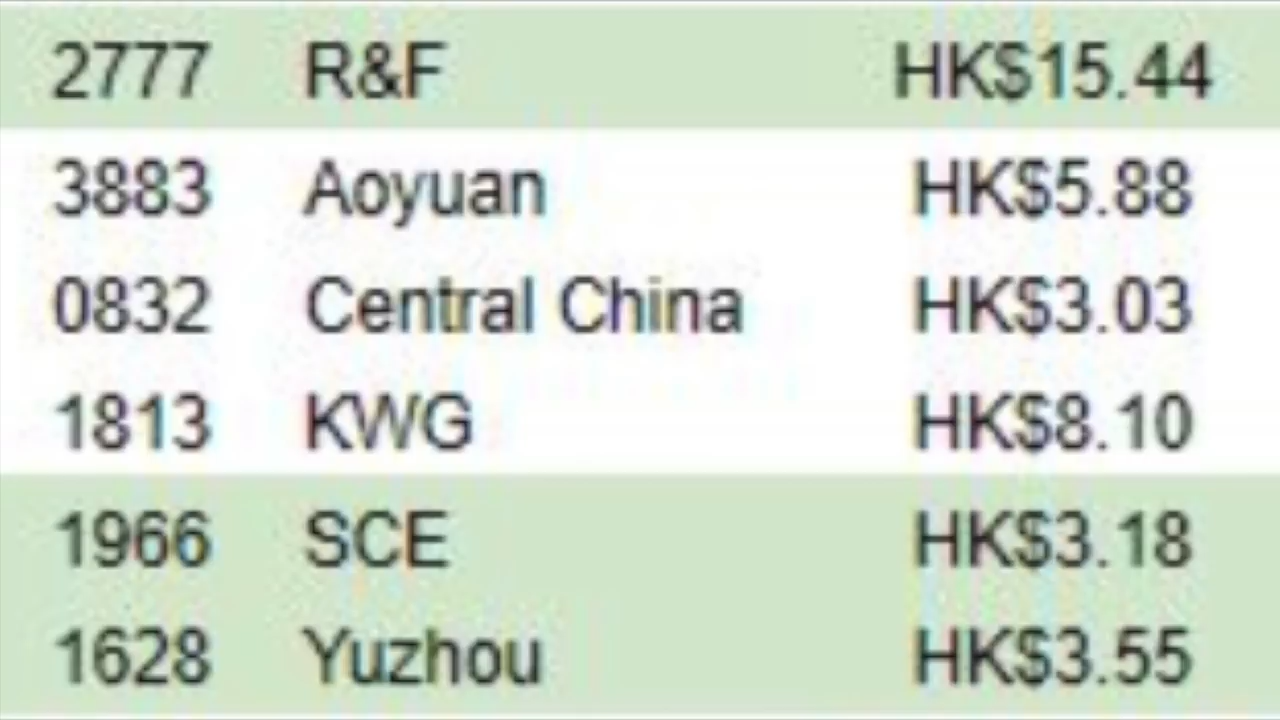 2777 R&F HK$15.44
3883 Aoyuan HK$5.88
0832 Central China HK$3.03
1813 KWG HK$8.10
1966 SCE HK$3.18
1628 Yuzhou HK$3.55